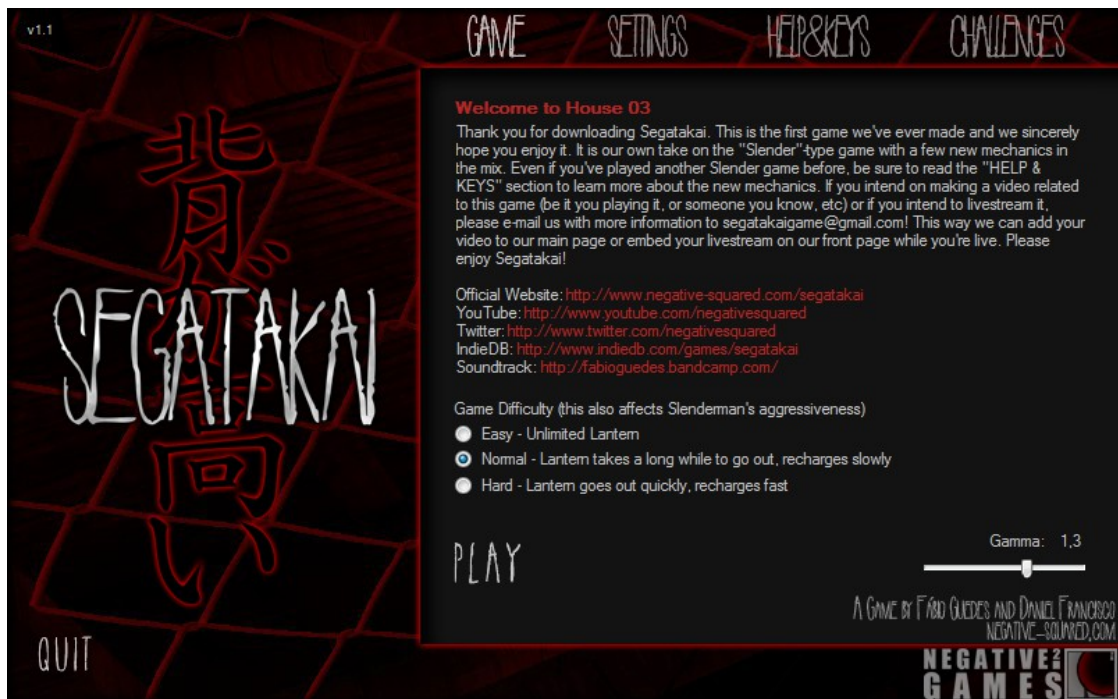 v1.1
GAME
SETTINGS
HELP&KEYS
CHALLENGES
背が高い
SEGATAKAI
Welcome to House 03
Thank you for downloading Segatakai. This is the first game we've ever made and we sincerely
hope you enjoy it. It is our own take on the "Slender"-type game with a few new mechanics in
the mix. Even if you've played another Slender game before, be sure to read the "HELP &
KEYS" section to learn more about the new mechanics. If you intend on making a video related
to this game (be it you playing it, or someone you know, etc) or if you intend to livestream it,
please e-mail us with more information to segatakaigame@gmail.com! This way we can add your
video to our main page or embed your livestream on our front page while you're live. Please
enjoy Segatakai!
Official Website: http://www.negative-squared.com/segatakai
YouTube: http://www.youtube.com/negativesquared
Twitter: http://www.twitter.com/negativesquared
IndieDB: http://www.indiedb.com/games/segatakai
Soundtrack: http://fabioguedes.bandcamp.com/
Game Difficulty (this also affects Slenderman's aggressiveness)
Easy - Unlimited Lantern
Normal - Lantern takes a long while to go out, recharges slowly
Hard - Lantern goes out quickly, recharges fast
PLAY
Gamma: 1,3
A GAME BY FÁBIO GUEDES AND DANIEL FRANCISCO
NEGATIVE-SQUARED.COM
QUIT
NEGATIVE²
GAMES